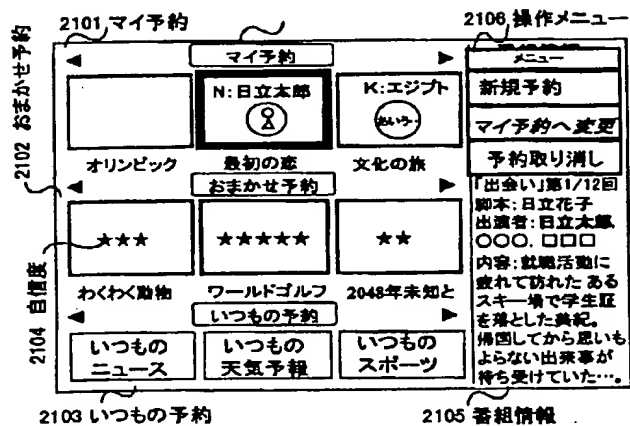 2101 マイ予約
2106 操作メニュー
2102 おまかせ予約
マイ予約
メニュー
N:日立太郎
K:エジプト
あいう‥
新規予約
マイ予約へ変更
予約取り消し
オリンピック
最初の恋
文化の旅
おまかせ予約
「出会い」第1/12回
脚本:日立花子
出演者:日立太郎
○○○. □□□
内容:就職活動に
疲れて訪れた ある
スキー場で学生証
を落とした美紀。
帰国してから思いも
よらない出来事が
待ち受けていた…。
★★★
★★★★★
★★
2104 自信度
わくわく動物
ワールドゴルフ
2048年未知と
いつもの予約
いつもの
ニュース
いつもの
天気予報
いつもの
スポーツ
2103 いつもの予約
2105 番組情報